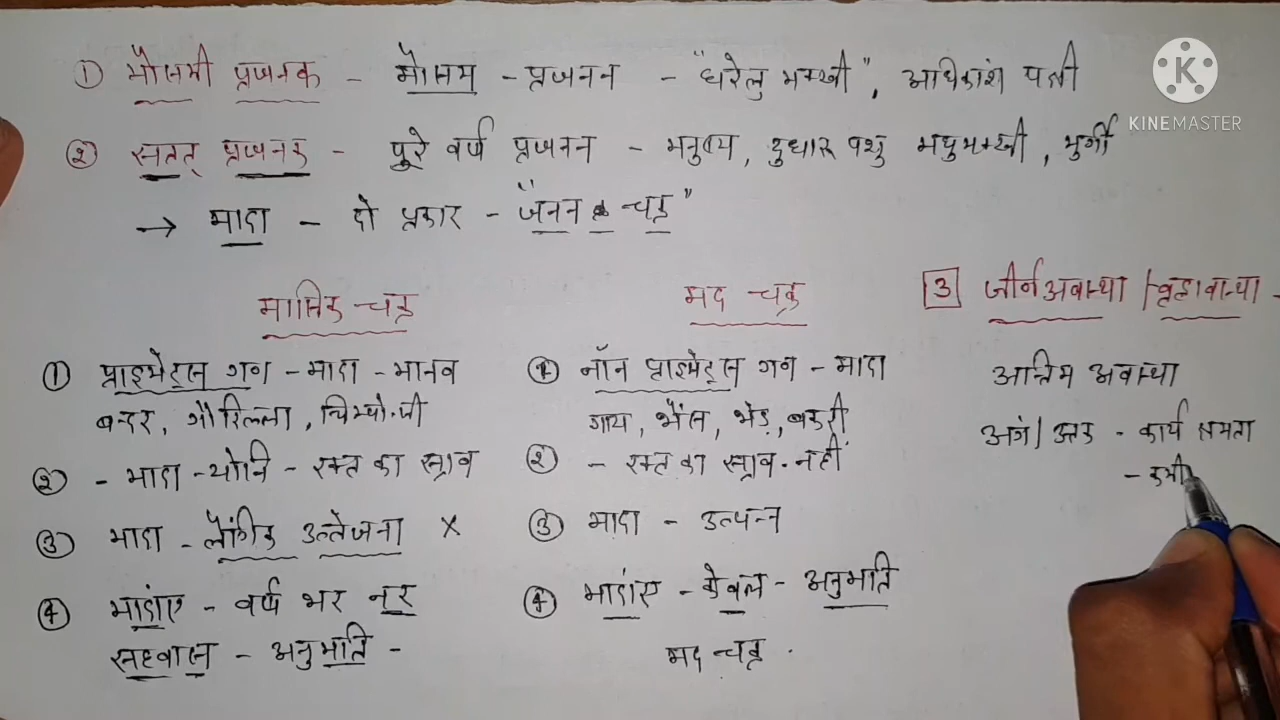 ① मौसमी प्रजनक - मौसम - प्रजनन - "घरेलु मक्खी", अधिकांश पक्षी
KINEMASTER
② सतत् प्रजनक - पुरे वर्ष प्रजनन - मनुष्य, दुधारू पशु मधुमक्खी, मुर्गी
→ मादा - दो प्रकार - "जनन चक्र"
मासिक चक्र
① प्राइमेट्स गण - मादा - मानव
बन्दर, गौरिल्ला, चिम्पोन्जी
② - मादा - योनि - रक्त का स्त्राव
③ मादा - लैंगिक उत्तेजना ×
④ मादांए - वर्ष भर नर
सहवास - अनुमति -
मद चक्र
① नॉन प्राइमेट्स गण - मादा
गाय, भैंस, भेड़, बकरी
② - रक्त का स्त्राव - नहीं
③ मादा - उत्पन्न
④ मादांए - केवल - अनुमति
मद चक्र .
3 जीर्न अवस्था / वृद्धावस्था -
अन्तिम अवस्था
अंग / - कार्य क्षमता
- कमी